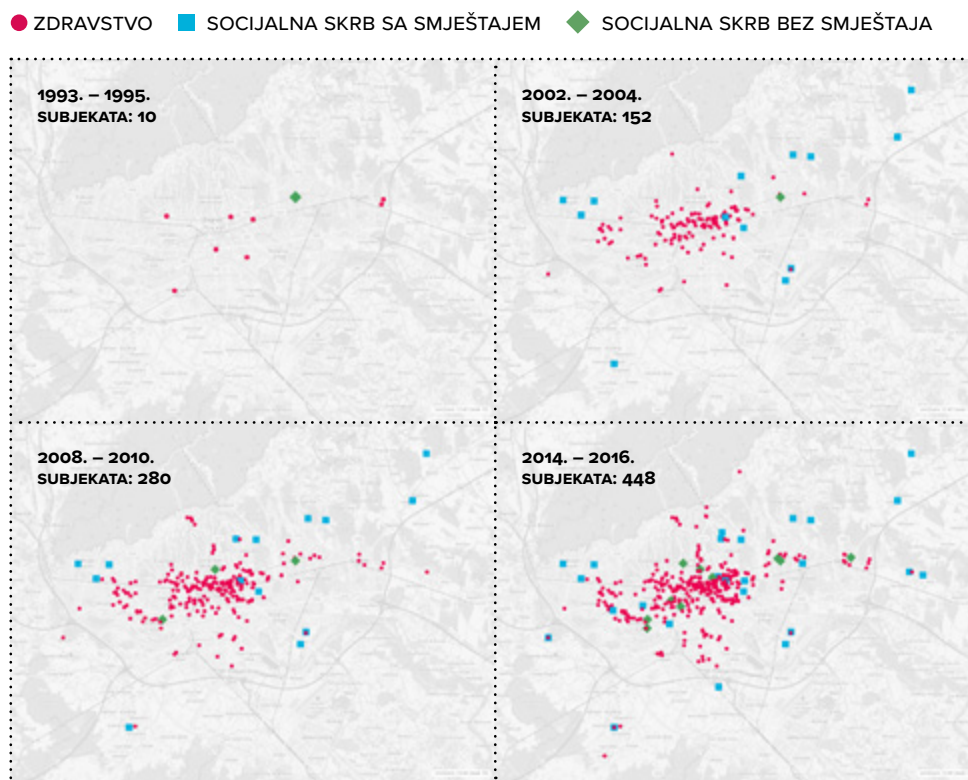 ZDRAVSTVO SOCIJALNA SKRB SA SMJEŠTAJEM SOCIJALNA SKRB BEZ SMJEŠTAJA
1993. – 1995.
SUBJEKATA: 10
2002. – 2004.
SUBJEKATA: 152
2008. – 2010.
SUBJEKATA: 280
2014. – 2016.
SUBJEKATA: 448